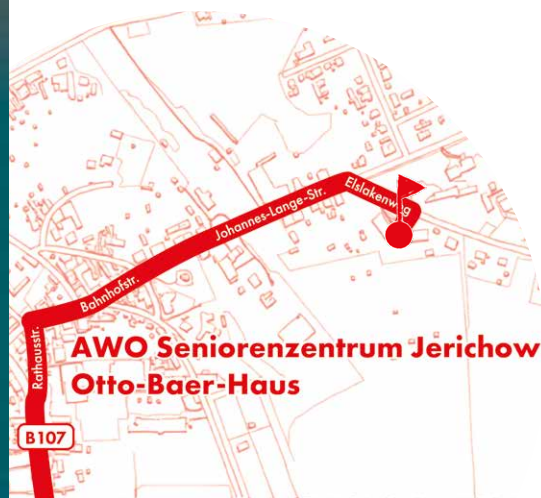 Elslakenweg
Johannes-Lange-Str.
Bahnhofstr.
Rathausstr.
AWO Seniorenzentrum Jerichow
Otto-Baer-Haus
B107